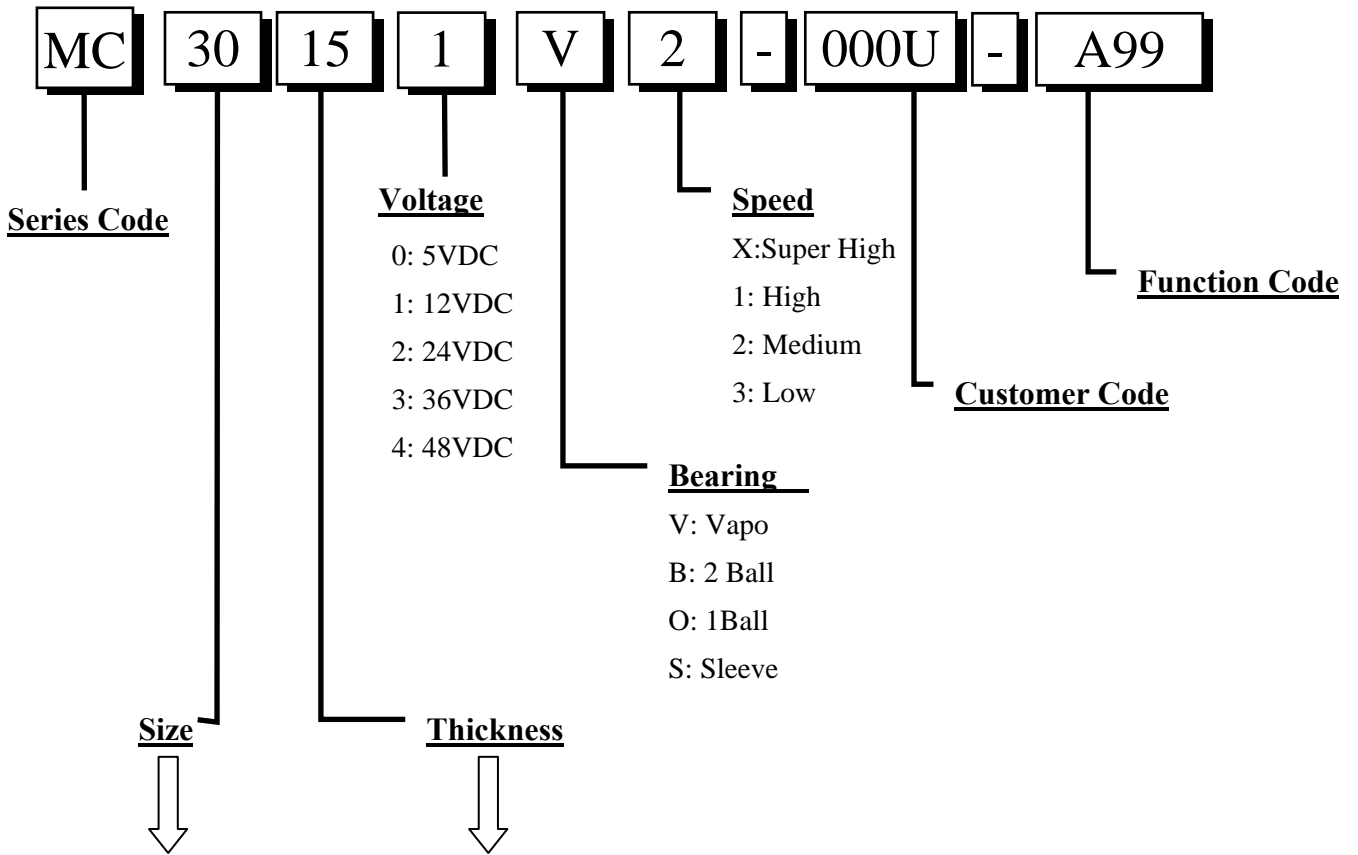 MC 30 15 1 V 2 - 000U - A99
Series Code
Voltage
0: 5VDC
1: 12VDC
2: 24VDC
3: 36VDC
4: 48VDC
Speed
X:Super High
1: High
2: Medium
3: Low
Function Code
Customer Code
Bearing
V: Vapo
B: 2 Ball
O: 1Ball
S: Sleeve
Size
Thickness